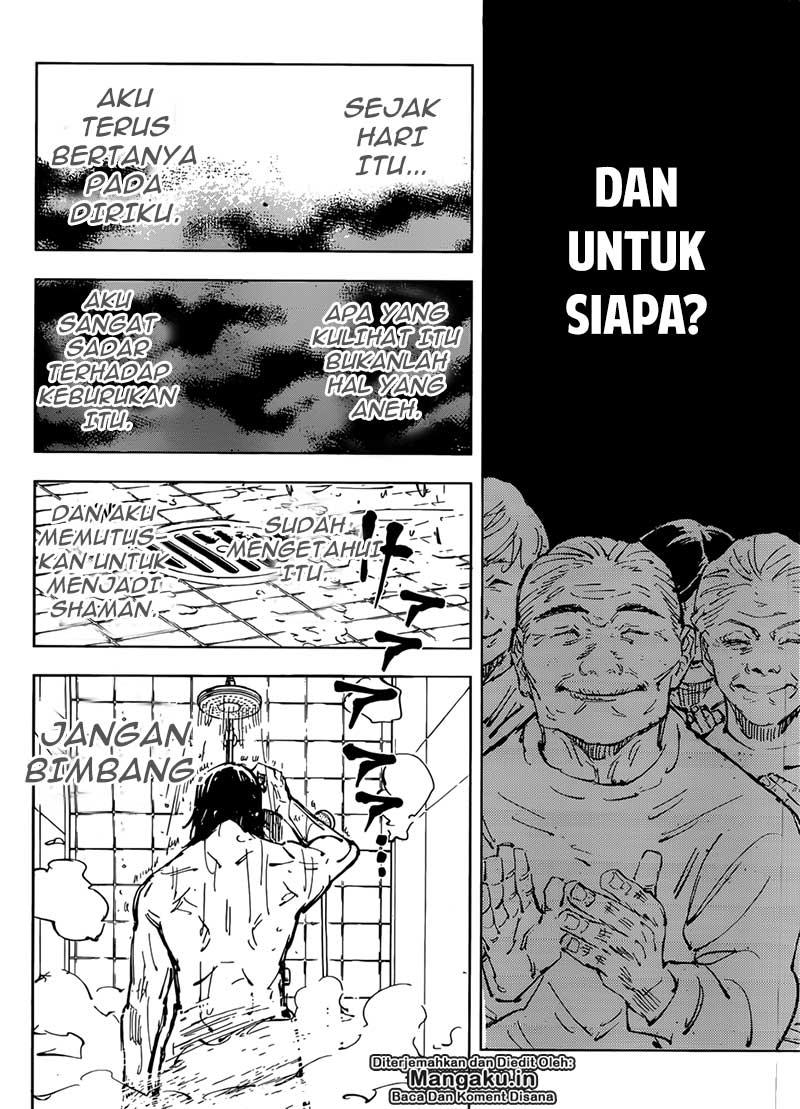 DAN
UNTUK
SIAPA?
SEJAK
HARI
ITU...
AKU
TERUS
BERTANYA
PADA
DIRIKU.
APA YANG
KULIHAT ITU
BUKANLAH
HAL YANG
ANEH.
AKU
SANGAT
SADAR
TERHADAP
KEBURUKAN
ITU.
SUDAH
MENGETAHUI
ITU.
DAN AKU
MEMUTUS-
KAN UNTUK
MENJADI
SHAMAN.
JANGAN
BIMBANG
Diterjemahkan dan Diedit Oleh:
Mangaku.in
Baca Dan Koment Disana